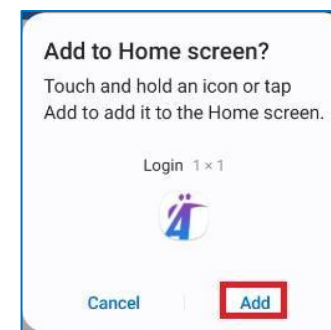 Add to Home screen?
Touch and hold an icon or tap
Add to add it to the Home screen.
Login 1 × 1
Ä
Cancel
Add